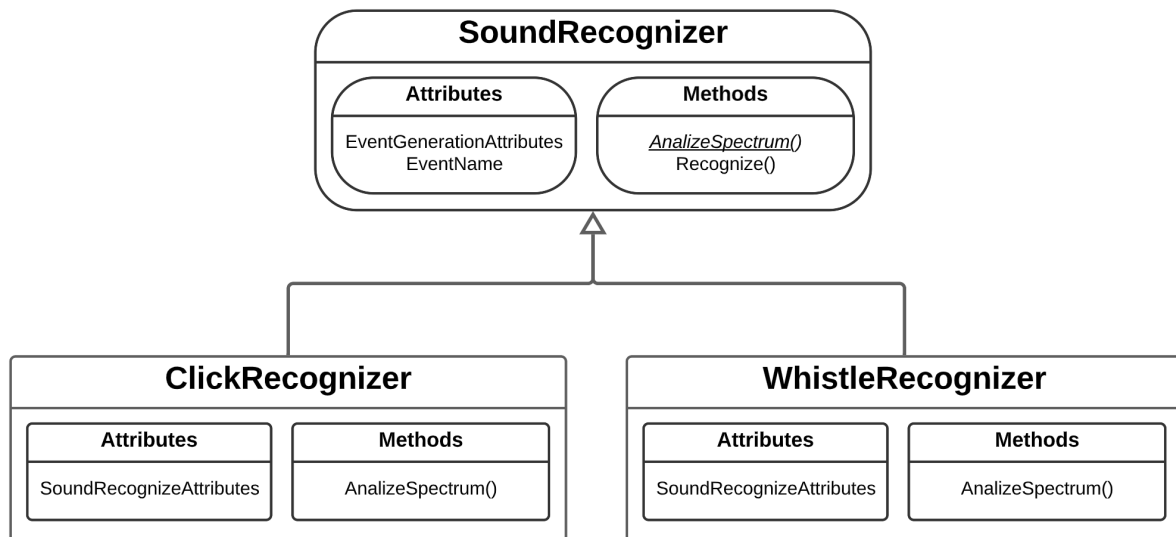 SoundRecognizer
Attributes
EventGenerationAttributes
EventName
Methods
AnalizeSpectrum()
Recognize()
ClickRecognizer
Attributes
SoundRecognizeAttributes
Methods
AnalizeSpectrum()
WhistleRecognizer
Attributes
SoundRecognizeAttributes
Methods
AnalizeSpectrum()